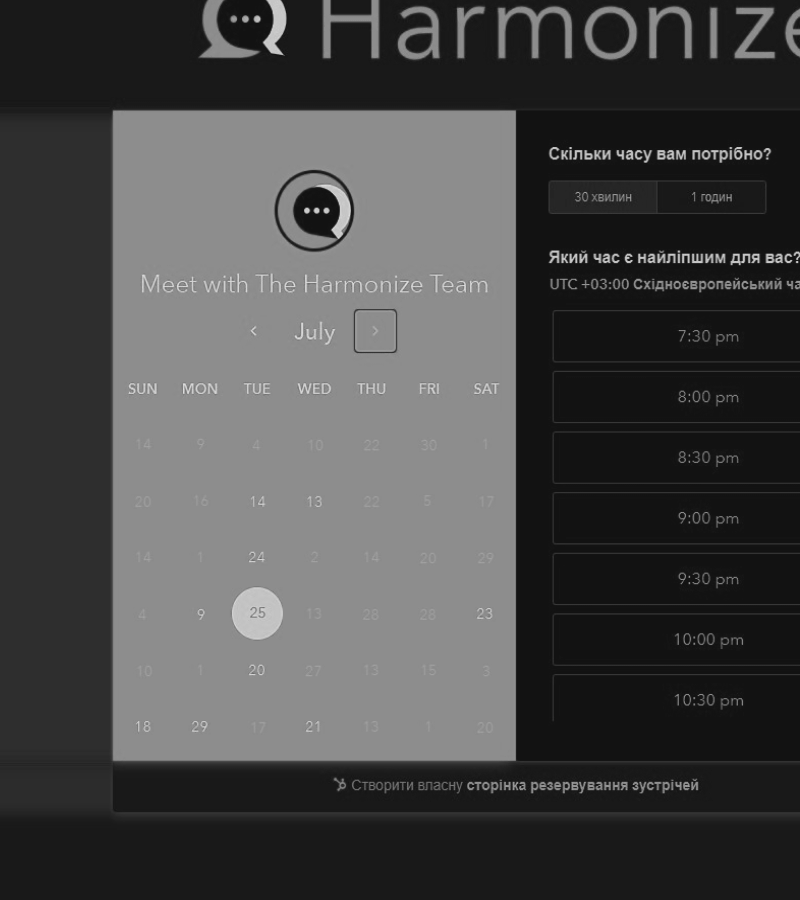 Harmonize
Meet with The Harmonize Team
July
SUN MON TUE WED THU FRI SAT
14 9 4 10 22 30 1
20 16 14 13 22 5 17
14 1 24 2 14 20 29
4 9 25 13 28 28 23
10 1 20 27 13 15 3
18 29 17 21 13 1 20
Скільки часу вам потрібно?
30 хвилин 1 годин
Який час є найліпшим для вас?
UTC +03:00 Східноєвропейський ча
7:30 pm
8:00 pm
8:30 pm
9:00 pm
9:30 pm
10:00 pm
10:30 pm
Створити власну сторінка резервування зустрічей